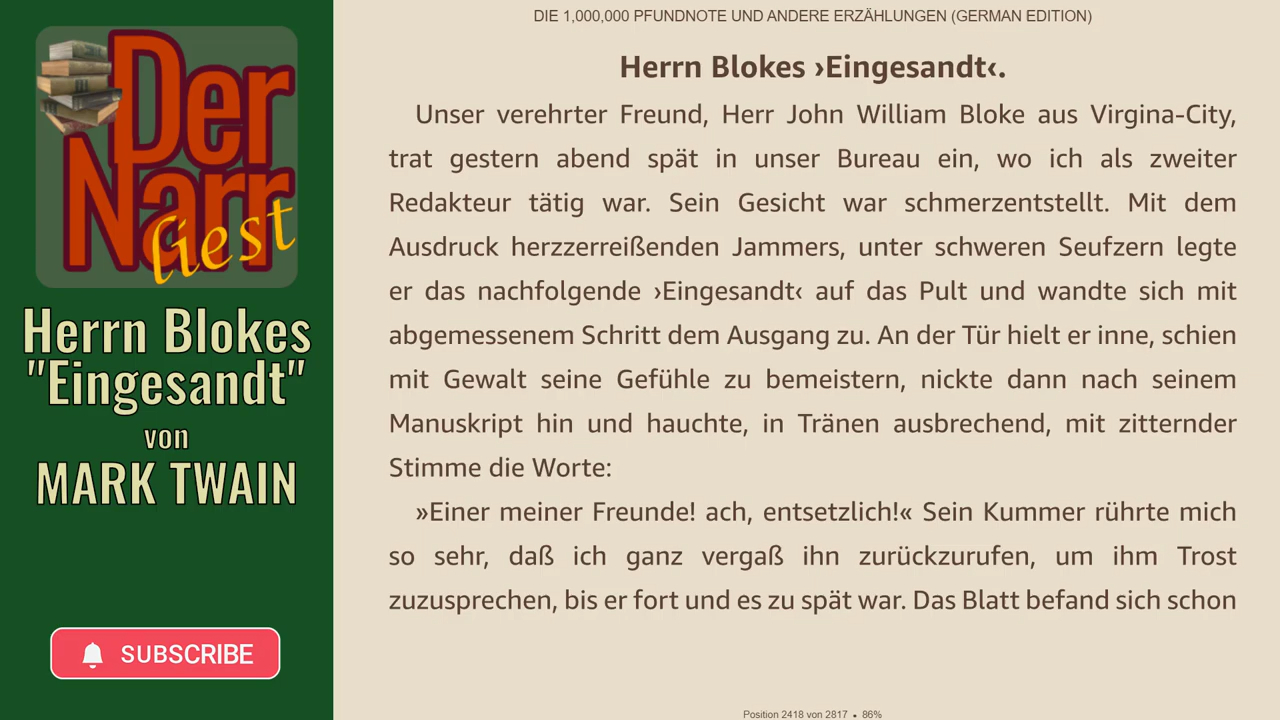 Der
Narr
liest
Herrn Blokes
"Eingesandt"
von
MARK TWAIN
SUBSCRIBE
DIE 1,000,000 PFUNDNOTE UND ANDERE ERZÄHLUNGEN (GERMAN EDITION)
Herrn Blokes ›Eingesandt‹.
Unser verehrter Freund, Herr John William Bloke aus Virgina-City,
trat gestern abend spät in unser Bureau ein, wo ich als zweiter
Redakteur tätig war. Sein Gesicht war schmerzentstellt. Mit dem
Ausdruck herzzerreißenden Jammers, unter schweren Seufzern legte
er das nachfolgende ›Eingesandt‹ auf das Pult und wandte sich mit
abgemessenem Schritt dem Ausgang zu. An der Tür hielt er inne, schien
mit Gewalt seine Gefühle zu bemeistern, nickte dann nach seinem
Manuskript hin und hauchte, in Tränen ausbrechend, mit zitternder
Stimme die Worte:
»Einer meiner Freunde! ach, entsetzlich!« Sein Kummer rührte mich
so sehr, daß ich ganz vergaß ihn zurückzurufen, um ihm Trost
zuzusprechen, bis er fort und es zu spät war. Das Blatt befand sich schon
Position 2418 von 2817 • 86%